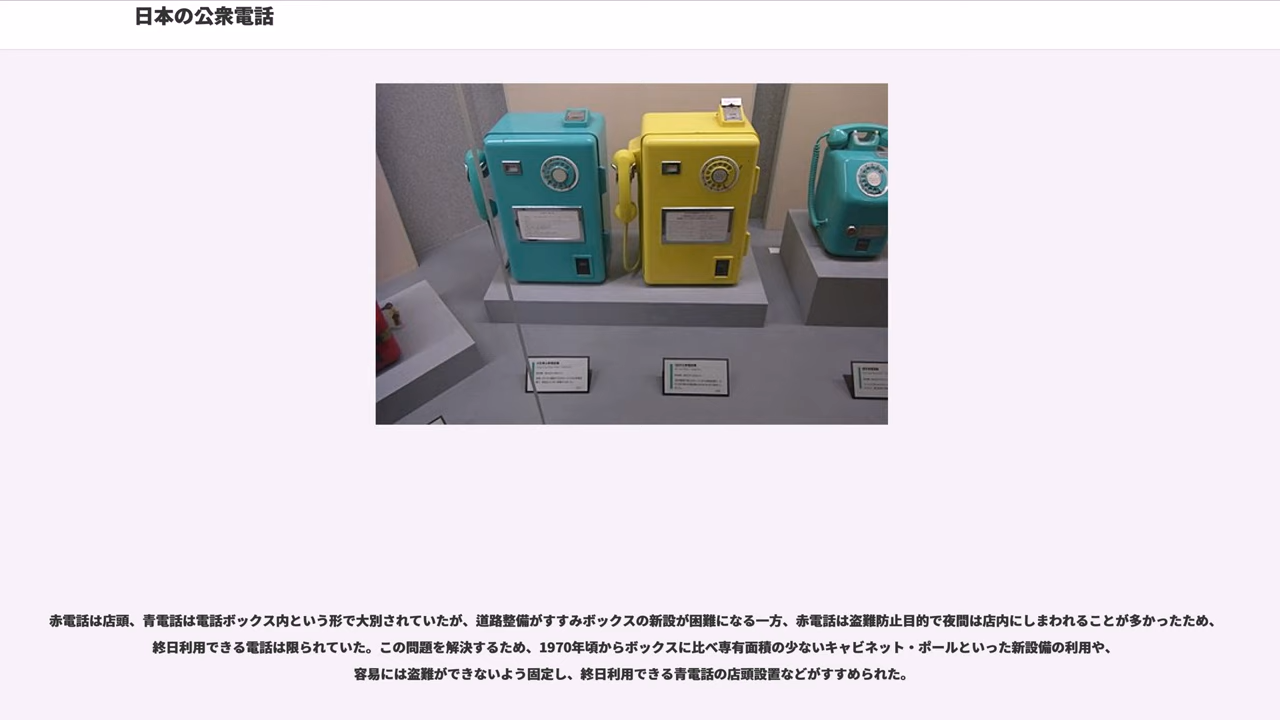 日本の公衆電話
赤電話は店頭、青電話は電話ボックス内という形で大別されていたが、道路整備がすすみボックスの新設が困難になる一方、赤電話は盗難防止目的で夜間は店内にしまわれることが多かったため、
終日利用できる電話は限られていた。この問題を解決するため、1970年頃からボックスに比べ専有面積の少ないキャビネット・ポールといった新設備の利用や、
容易には盗難ができないよう固定し、終日利用できる青電話の店頭設置などがすすめられた。